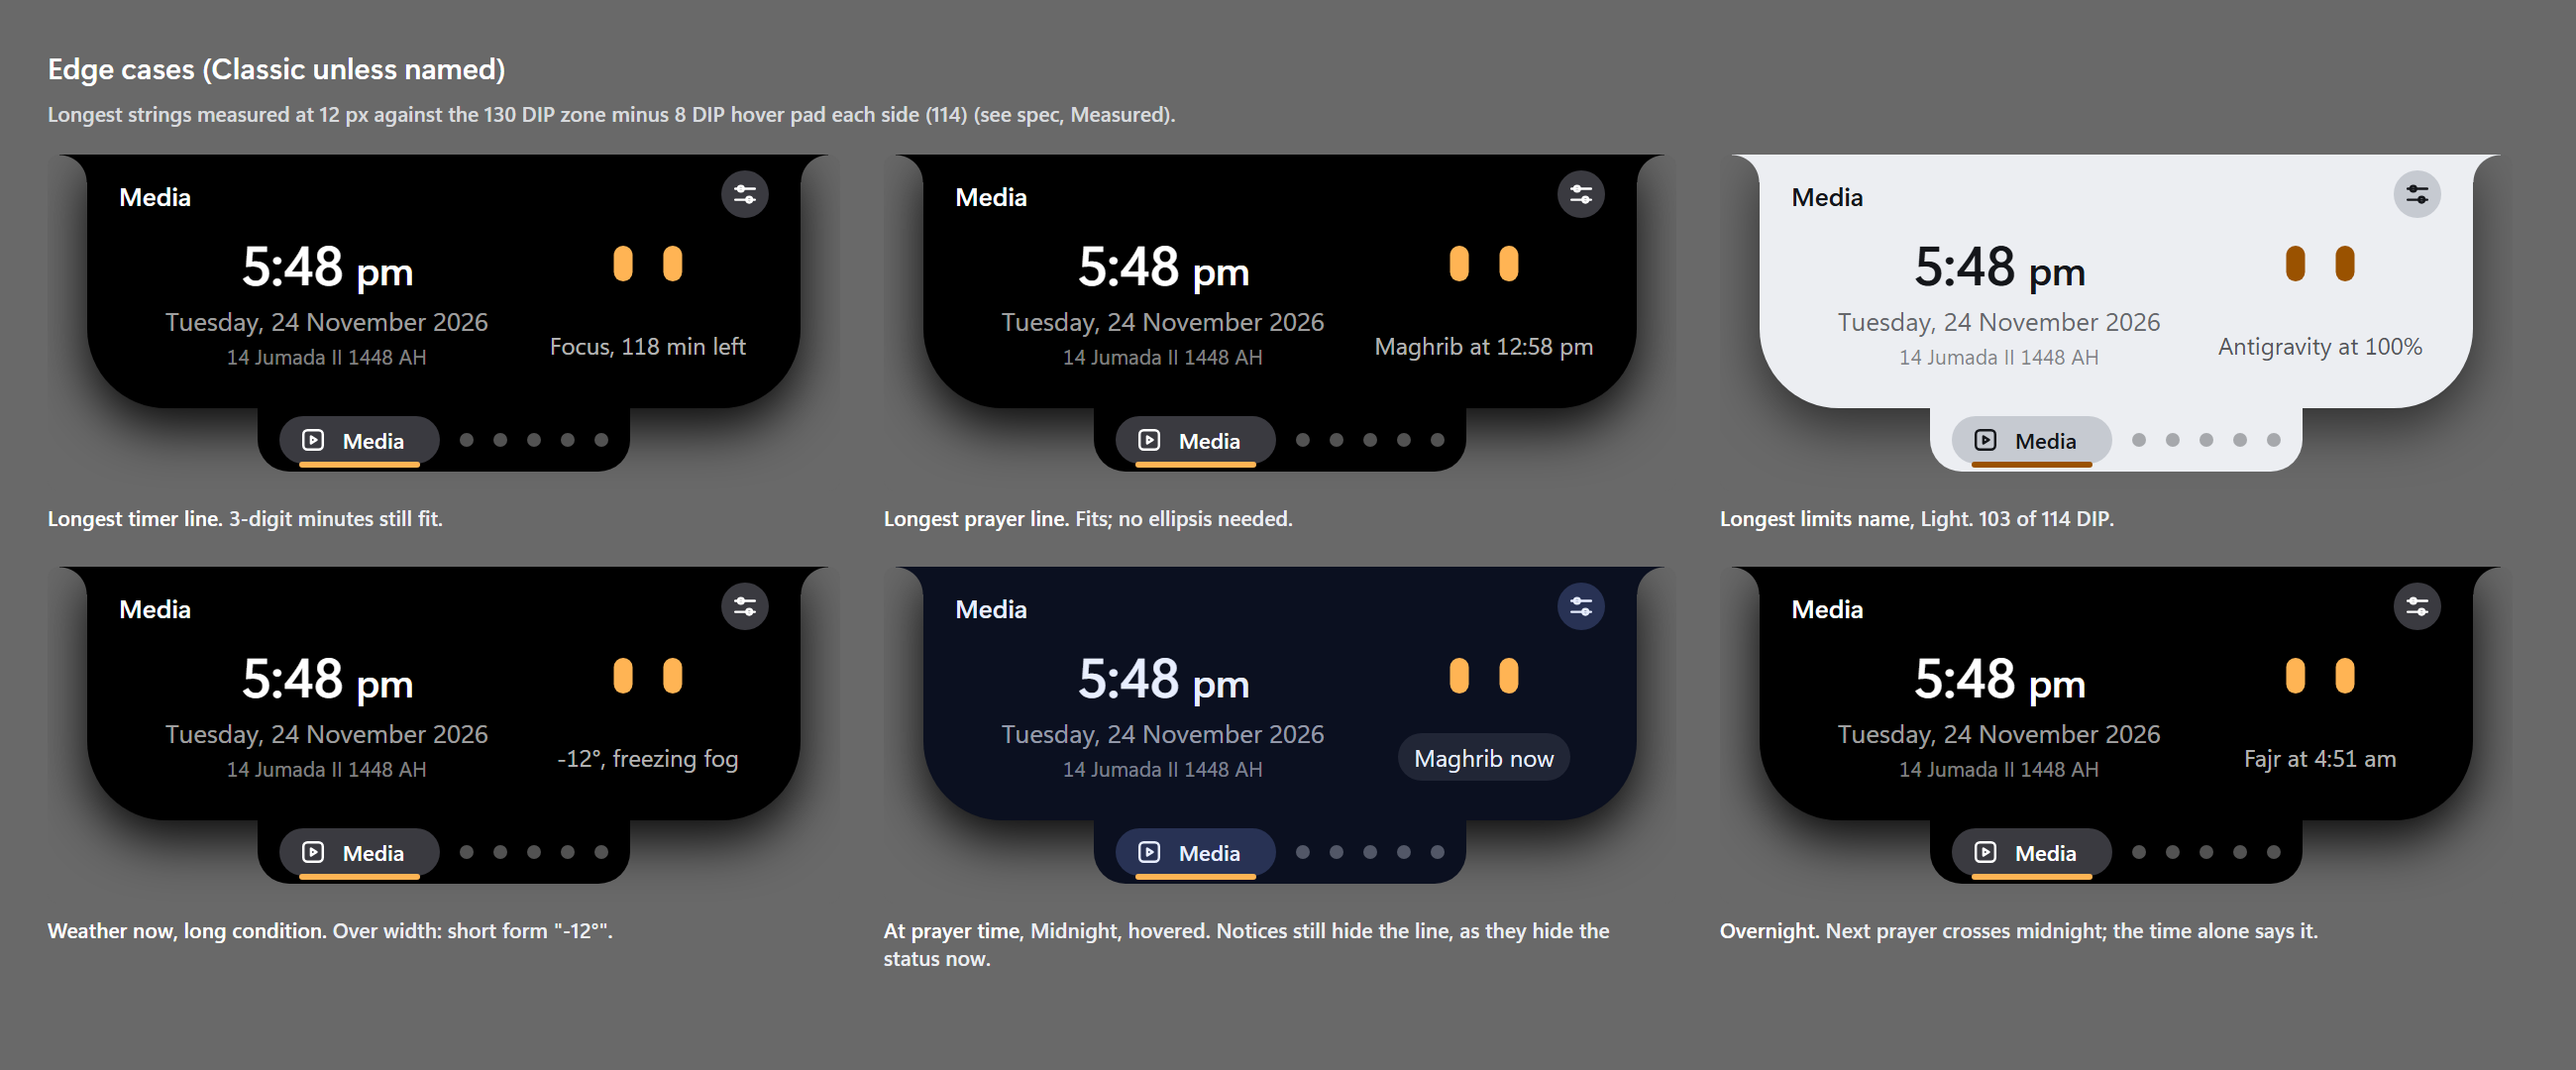 Edge cases (Classic unless named)
Longest strings measured at 12 px against the 130 DIP zone minus 8 DIP hover pad each side (114) (see spec, Measured).
Media
5:48 pm
Tuesday, 24 November 2026
14 Jumada II 1448 AH
Focus, 118 min left
Media
Longest timer line. 3-digit minutes still fit.
Media
5:48 pm
Tuesday, 24 November 2026
14 Jumada II 1448 AH
Maghrib at 12:58 pm
Media
Longest prayer line. Fits; no ellipsis needed.
Media
5:48 pm
Tuesday, 24 November 2026
14 Jumada II 1448 AH
Antigravity at 100%
Media
Longest limits name, Light. 103 of 114 DIP.
Media
5:48 pm
Tuesday, 24 November 2026
14 Jumada II 1448 AH
-12°, freezing fog
Media
Weather now, long condition. Over width: short form "-12°".
Media
5:48 pm
Tuesday, 24 November 2026
14 Jumada II 1448 AH
Maghrib now
Media
At prayer time, Midnight, hovered. Notices still hide the line, as they hide the
status now.
Media
5:48 pm
Tuesday, 24 November 2026
14 Jumada II 1448 AH
Fajr at 4:51 am
Media
Overnight. Next prayer crosses midnight; the time alone says it.